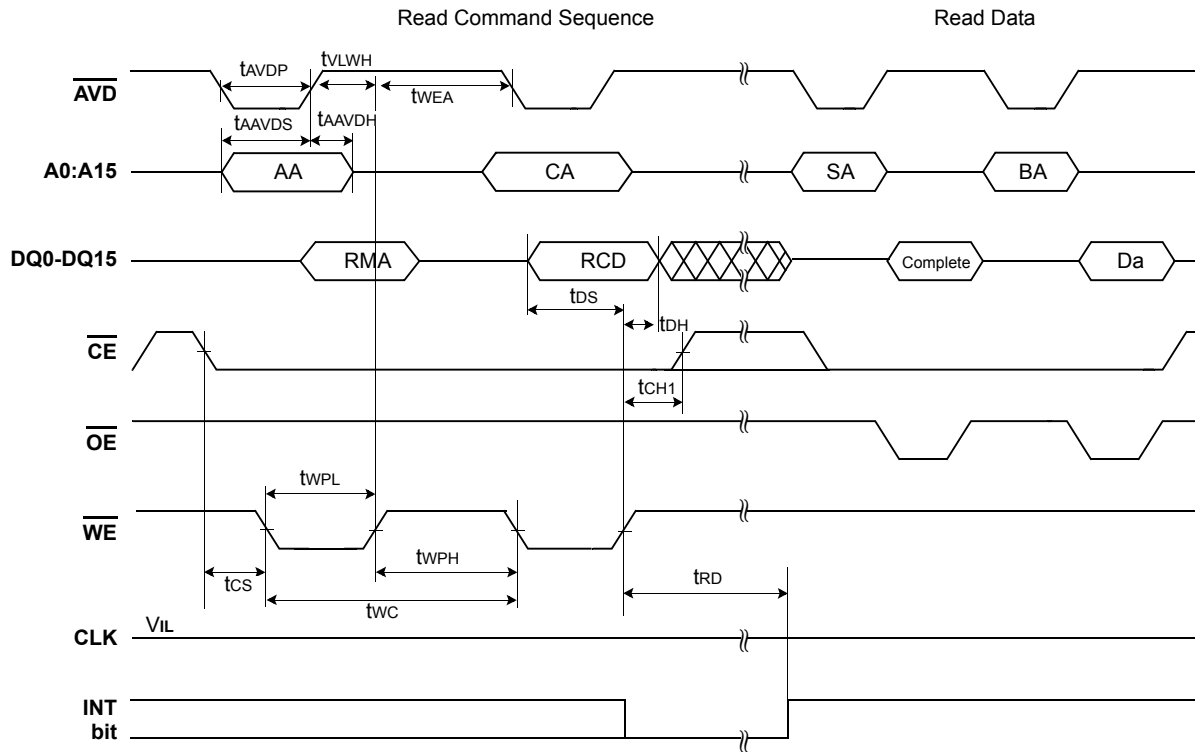 Read Command Sequence Read Data
AVD tAVDP tVLWH tWEA
tAAVDS tAAVDH
A0:A15 AA CA SA BA
DQ0-DQ15 RMA RCD Complete Da
tDS tDH
CE
tCH1
OE
tWPL
WE
tCS tWPH tRD
tWC
CLK VIL
INT
bit